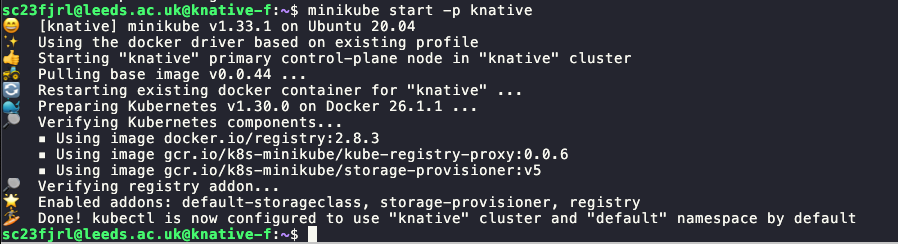 sc23fjrl@leeds.ac.uk@knative-f:~$ minikube start -p knative
😄 [knative] minikube v1.33.1 on Ubuntu 20.04
✨ Using the docker driver based on existing profile
👍 Starting "knative" primary control-plane node in "knative" cluster
🚜 Pulling base image v0.0.44 ...
🔄 Restarting existing docker container for "knative" ...
🐳 Preparing Kubernetes v1.30.0 on Docker 26.1.1 ...
🔎 Verifying Kubernetes components...
▪ Using image docker.io/registry:2.8.3
▪ Using image gcr.io/k8s-minikube/kube-registry-proxy:0.0.6
▪ Using image gcr.io/k8s-minikube/storage-provisioner:v5
🔎 Verifying registry addon...
🌟 Enabled addons: default-storageclass, storage-provisioner, registry
🏄 Done! kubectl is now configured to use "knative" cluster and "default" namespace by default
sc23fjrl@leeds.ac.uk@knative-f:~$